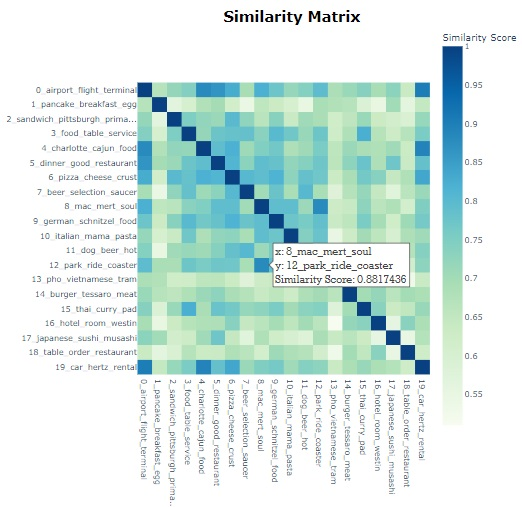 Similarity Matrix
Similarity Score
1
0.95
0.9
0.85
0.8
0.75
0.7
0.65
0.6
0.55
0_airport_flight_terminal
1_pancake_breakfast_egg
2_sandwich_pittsburgh_prima...
3_food_table_service
4_charlotte_cajun_food
5_dinner_good_restaurant
6_pizza_cheese_crust
7_beer_selection_saucer
8_mac_mert_soul
9_german_schnitzel_food
10_italian_mama_pasta
11_dog_beer_hot
12_park_ride_coaster
13_pho_vietnamese_tram
14_burger_tessaro_meat
15_thai_curry_pad
16_hotel_room_westin
17_japanese_sushi_musashi
18_table_order_restaurant
19_car_hertz_rental
x: 8_mac_mert_soul
y: 12_park_ride_coaster
Similarity Score: 0.8817436
0_airport_flight_terminal
1_pancake_breakfast_egg
2_sandwich_pittsburgh_prima...
3_food_table_service
4_charlotte_cajun_food
5_dinner_good_restaurant
6_pizza_cheese_crust
7_beer_selection_saucer
8_mac_mert_soul
9_german_schnitzel_food
10_italian_mama_pasta
11_dog_beer_hot
12_park_ride_coaster
13_pho_vietnamese_tram
14_burger_tessaro_meat
15_thai_curry_pad
16_hotel_room_westin
17_japanese_sushi_musashi
18_table_order_restaurant
19_car_hertz_rental